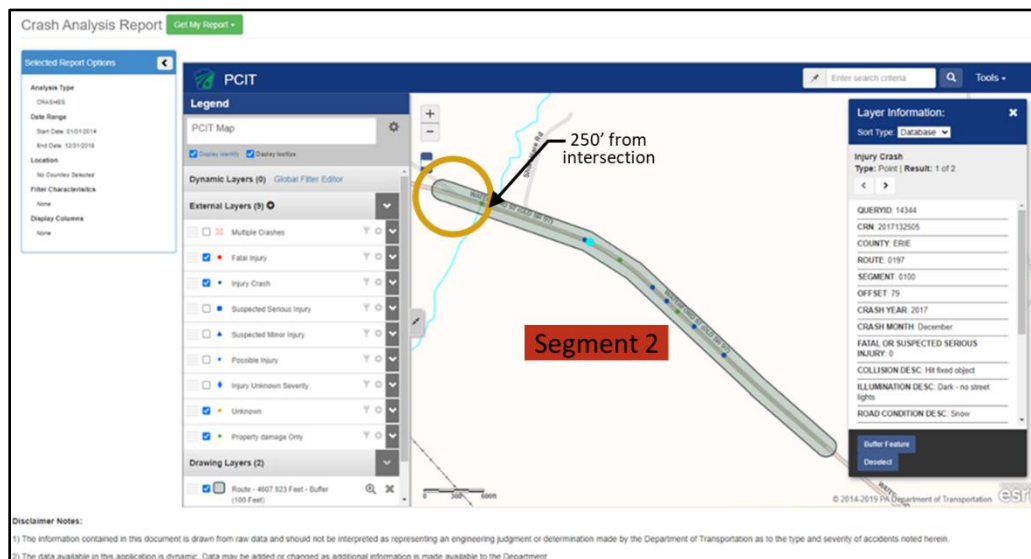 Crash Analysis Report Get My Report
Selected Report Options
Analysis Type
CRASHES
Date Range
Start Date: 01/01/2014
End Date: 12/31/2018
Location
No Counties Selected
Filter Characteristics
None
Display Columns
None
PCIT
Enter search criteria
Tools
Legend
PCIT Map
Display identify
Display tooltips
Dynamic Layers (0) Global Filter Editor
External Layers (9)
Multiple Crashes
Fatal Injury
Injury Crash
Suspected Serious Injury
Suspected Minor Injury
Possible Injury
Injury Unknown Severity
Unknown
Property damage Only
Drawing Layers (2)
Route - 4607.923 Feet - Buffer
(100 Feet)
+
−
250’ from
intersection
Segment 2
0
300
600ft
Layer Information:
Sort Type: Database
Injury Crash
Type: Point | Result: 1 of 2
QUERYID: 14344
CRN: 2017132505
COUNTY: ERIE
ROUTE: 0197
SEGMENT: 0100
OFFSET: 79
CRASH YEAR: 2017
CRASH MONTH: December
FATAL OR SUSPECTED SERIOUS
INJURY: 0
COLLISION DESC: Hit fixed object
ILLUMINATION DESC: Dark - no street
lights
ROAD CONDITION DESC: Snow
Buffer Feature
Deselect
© 2014-2019 PA Department of Transportation
esri
Disclaimer Notes:
1) The information contained in this document is drawn from raw data and should not be interpreted as representing an engineering judgment or determination made by the Department of Transportation as to the type and severity of accidents noted herein.
2) The data available in this application is dynamic. Data may be added or changed as additional information is made available to the Department.